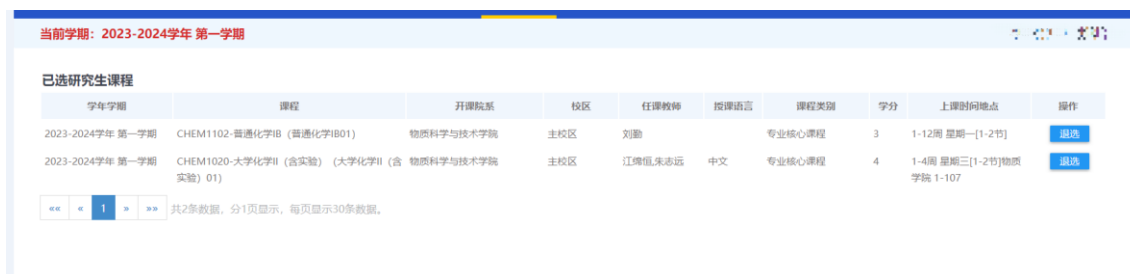 当前学期：2023-2024学年 第一学期
已选研究生课程
学年学期 课程 开课院系 校区 任课教师 授课语言 课程类别 学分 上课时间地点 操作
2023-2024学年 第一学期 CHEM1102-普通化学IB（普通化学IB01） 物质科学与技术学院 主校区 刘勤 专业核心课程 3 1-12周 星期一[1-2节] 退选
2023-2024学年 第一学期 CHEM1020-大学化学II（含实验）（大学化学II（含 物质科学与技术学院 主校区 江焯恒,朱志远 中文 专业核心课程 4 1-4周 星期三[1-2节]物质 退选
实验）01） 学院 1-107
«« « 1 » »» 共2条数据，分1页显示，每页显示30条数据。